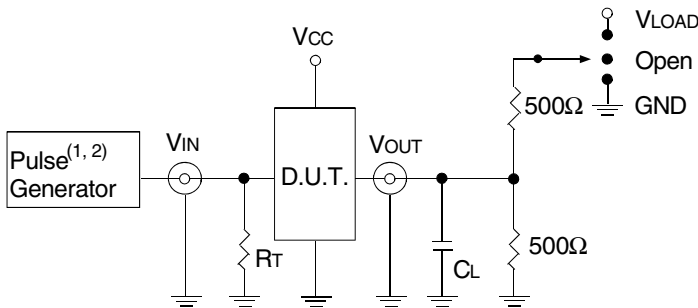 VLOAD
VCC
Open
500Ω
GND
VIN
VOUT
Pulse(1, 2)
Generator
D.U.T.
RT
CL
500Ω